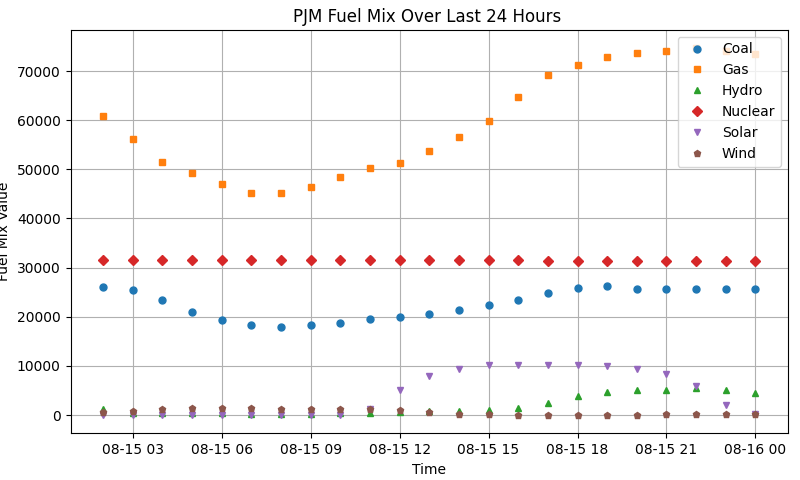 PJM Fuel Mix Over Last 24 Hours
Coal
Gas
Hydro
Nuclear
Solar
Wind
70000
60000
50000
40000
30000
20000
10000
0
Fuel Mix Value
08-15 03 08-15 06 08-15 09 08-15 12 08-15 15 08-15 18 08-15 21 08-16 00
Time